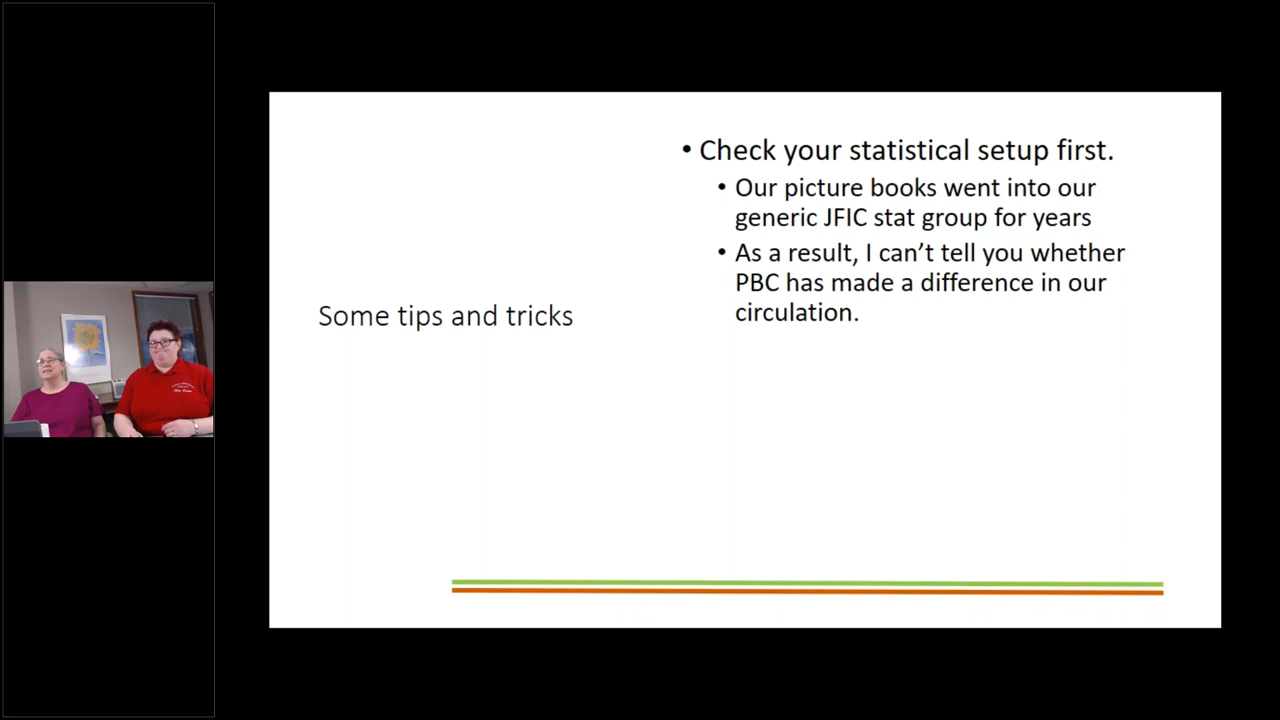 Some tips and tricks
• Check your statistical setup first.
• Our picture books went into our
generic JFIC stat group for years
• As a result, I can’t tell you whether
PBC has made a difference in our
circulation.